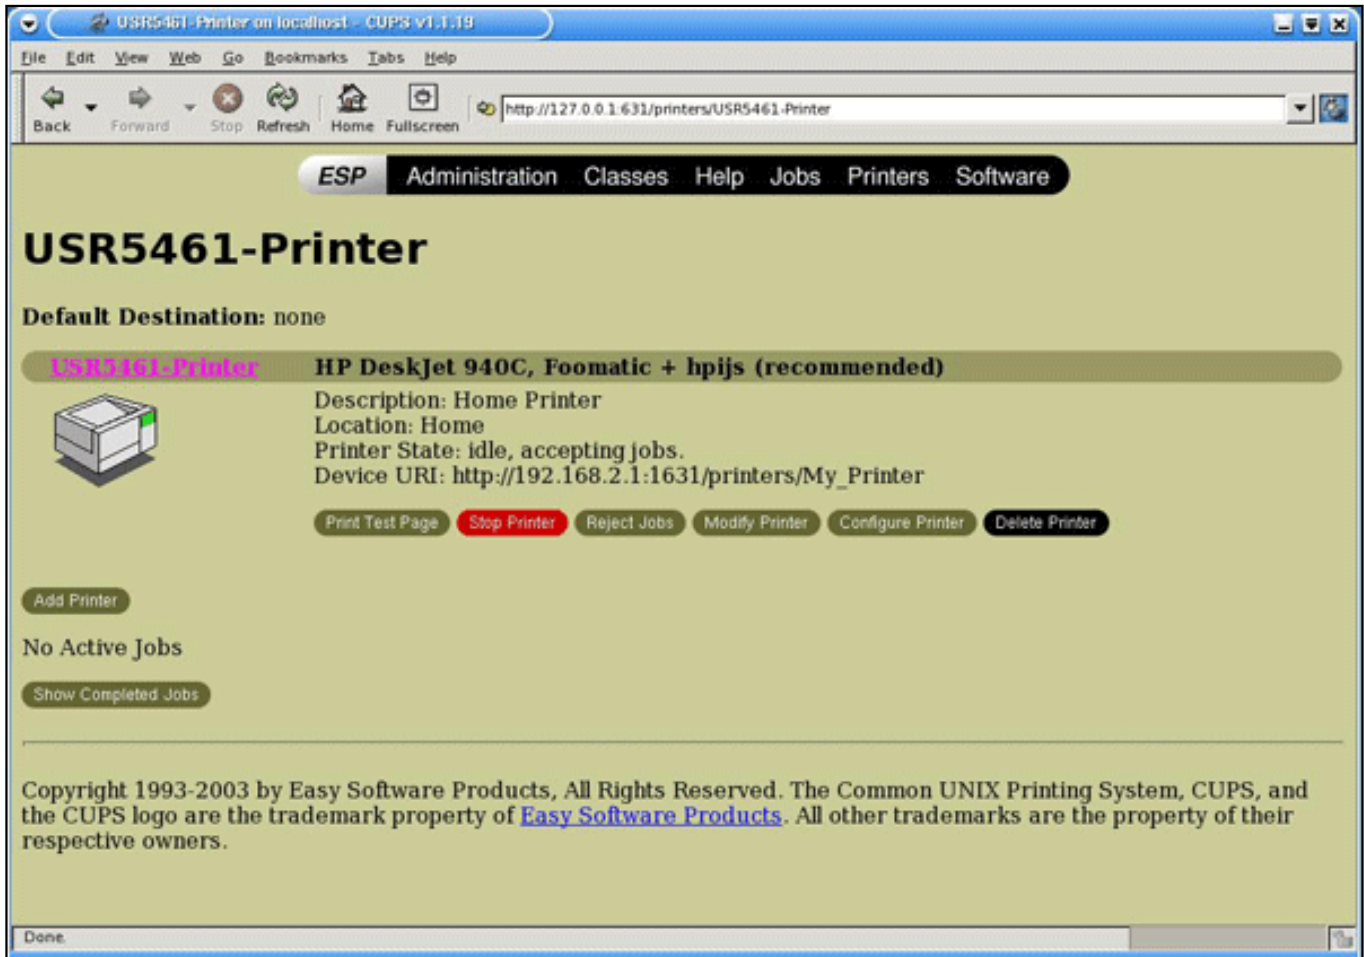 USR5461-Printer on localhost - CUPS v1.1.19
File Edit View Web Go Bookmarks Tabs Help
Back Forward Stop Refresh Home Fullscreen http://127.0.0.1:631/printers/USR5461-Printer
ESP Administration Classes Help Jobs Printers Software
USR5461-Printer
Default Destination: none
USR5461-Printer HP DeskJet 940C, Foomatic + hpijs (recommended)
Description: Home Printer
Location: Home
Printer State: idle, accepting jobs.
Device URI: http://192.168.2.1:1631/printers/My_Printer
Print Test Page Stop Printer Reject Jobs Modify Printer Configure Printer Delete Printer
Add Printer
No Active Jobs
Show Completed Jobs
Copyright 1993-2003 by Easy Software Products, All Rights Reserved. The Common UNIX Printing System, CUPS, and
the CUPS logo are the trademark property of Easy Software Products. All other trademarks are the property of their
respective owners.
Done.